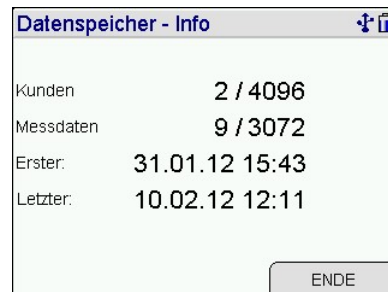 Datenspeicher - Info
Kunden 2 / 4096
Messdaten 9 / 3072
Erster: 31.01.12 15:43
Letzter: 10.02.12 12:11
ENDE